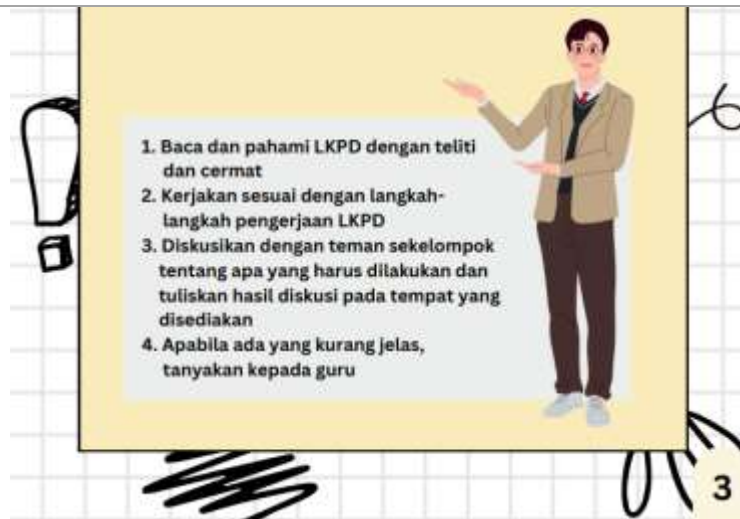 1. Baca dan pahami LKPD dengan teliti
dan cermat
2. Kerjakan sesuai dengan langkah-
langkah pengerjaan LKPD
3. Diskusikan dengan teman sekelompok
tentang apa yang harus dilakukan dan
tuliskan hasil diskusi pada tempat yang
disediakan
4. Apabila ada yang kurang jelas,
tanyakan kepada guru
3